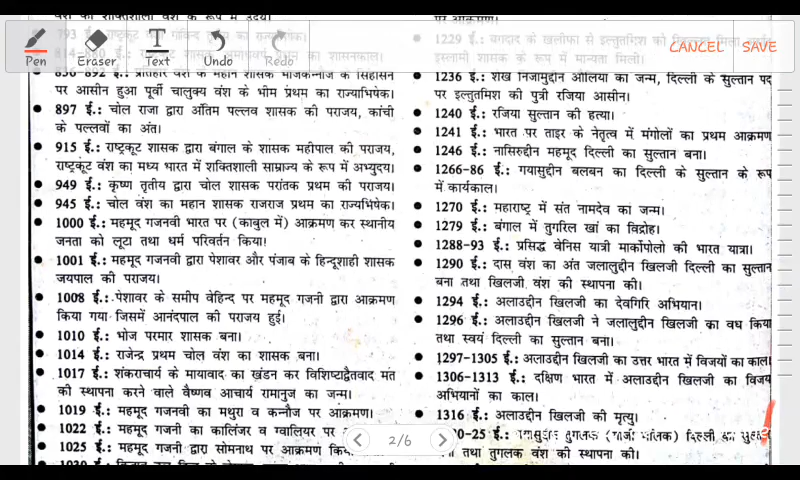 वंश का शक्तिशाली वंश के रूप में उदय।
Pen
Eraser
Text
Undo
Redo
CANCEL SAVE
836-892 ई.: प्रतिहार वंश के महान शासक भोजकन्नौज के सिंहासन
पर आसीन हुआ पूर्वी चालुक्य वंश के भीम प्रथम का राज्याभिषेक।
897 ई.: चोल राजा द्वारा अंतिम पल्लव शासक की पराजय, कांची
के पल्लवों का अंत।
915 ई.: राष्ट्रकूट शासक द्वारा बंगाल के शासक महीपाल की पराजय,
राष्ट्रकूट वंश का मध्य भारत में शक्तिशाली साम्राज्य के रूप में अभ्युदय।
949 ई.: कृष्ण तृतीय द्वारा चोल शासक परांतक प्रथम की पराजय।
945 ई.: चोल वंश का महान शासक राजराज प्रथम का राज्याभिषेक।
1000 ई.: महमूद गजनवी भारत पर (काबुल में) आक्रमण कर स्थानीय
जनता को लूटा तथा धर्म परिवर्तन किया।
1001 ई.: महमूद गजनवी द्वारा पेशावर और पंजाब के हिन्दूशाही शासक
जयपाल की पराजय।
1008 ई.: पेशावर के समीप वेहिन्द पर महमूद गजनी द्वारा आक्रमण
किया गया जिसमें आनंदपाल की पराजय हुई।
1010 ई.: भोज परमार शासक बना।
1014 ई.: राजेन्द्र प्रथम चोल वंश का शासक बना।
1017 ई.: शंकराचार्य के मायावाद का खंडन कर विशिष्टाद्वैतवाद मत
की स्थापना करने वाले वैष्णव आचार्य रामानुज का जन्म।
1019 ई.: महमूद गजनवी का मथुरा व कन्नौज पर आक्रमण।
1022 ई.: महमूद गजनी का कालिंजर व ग्वालियर पर
1025 ई.: महमूद गजनी द्वारा सोमनाथ पर आक्रमण
पर आक्रमण।
1229 ई.: बगदाद के खलीफा से इल्तुतमिश को
इस्लामी शासक के रूप में मान्यता मिली।
1236 ई.: शेख निजामुद्दीन औलिया का जन्म, दिल्ली के सुल्तान पद
पर इल्तुतमिश की पुत्री रजिया आसीन।
1240 ई.: रजिया सुल्तान की हत्या।
1241 ई.: भारत पर ताइर के नेतृत्व में मंगोलों का प्रथम आक्रमण
1246 ई.: नासिरुद्दीन महमूद दिल्ली का सुल्तान बना।
1266-86 ई.: गयासुद्दीन बलबन का दिल्ली के सुल्तान के रूप
में कार्यकाल।
1270 ई.: महाराष्ट्र में संत नामदेव का जन्म।
1279 ई.: बंगाल में तुगरिल खां का विद्रोह।
1288-93 ई.: प्रसिद्ध वेनिस यात्री मार्कोपोलो की भारत यात्रा।
1290 ई.: दास वंश का अंत जलालुद्दीन खिलजी दिल्ली का सुल्तान
बना तथा खिलजी वंश की स्थापना की।
1294 ई.: अलाउद्दीन खिलजी का देवगिरि अभियान।
1296 ई.: अलाउद्दीन खिलजी ने जलालुद्दीन खिलजी का वध किया
तथा स्वयं दिल्ली का सुल्तान बना।
1297-1305 ई.: अलाउद्दीन खिलजी का उत्तर भारत में विजयों का काल।
1306-1313 ई.: दक्षिण भारत में अलाउद्दीन खिलजी का विजय
अभियानों का काल।
1316 ई.: अलाउद्दीन खिलजी की मृत्यु।
20-25 ई.: गयासुद्दीन तुगलक (गाजी मलिक) दिल्ली का सुल्तान
तथा तुगलक वंश की स्थापना की।
2/6